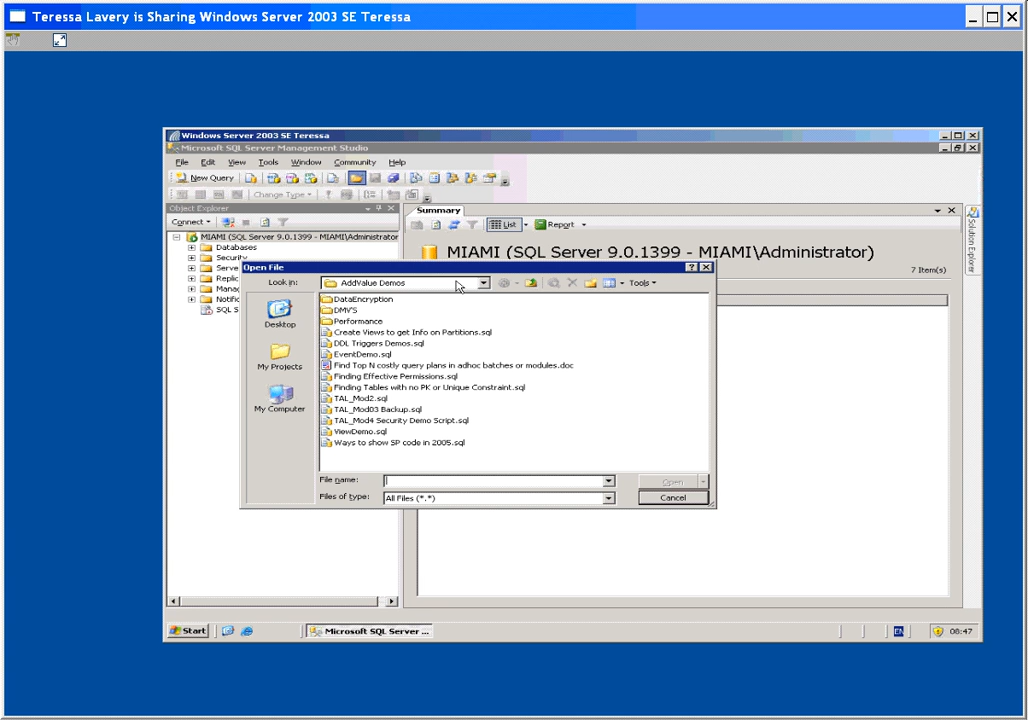 Teressa Lavery is Sharing Windows Server 2003 SE Teressa
Windows Server 2003 SE Teressa
Microsoft SQL Server Management Studio
File Edit View Tools Window Community Help
New Query
Change Type
Object Explorer
Summary
Connect
List Report
MIAMI (SQL Server 9.0.1399 - MIAMI\Administrator
MIAMI (SQL Server 9.0.1399 - MIAMI\Administrator)
7 Item(s)
Solution Explorer
Databases
Security
Serve
Replic
Mana
Notific
SQL S
Open File
Look in: AddValue Demos Tools
Desktop
My Projects
My Computer
DataEncryption
DMV'S
Performance
Create Views to get Info on Partitions.sql
DDL Triggers Demos.sql
EventDemo.sql
Find Top N costly query plans in adhoc batches or modules.doc
Finding Effective Permissions.sql
Finding Tables with no PK or Unique Constraint.sql
TAL_Mod2.sql
TAL_Mod03 Backup.sql
TAL_Mod4 Security Demo Script.sql
ViewDemo.sql
Ways to show SP code in 2005.sql
File name: Open
Files of type: All Files (*.*) Cancel
Start Microsoft SQL Server ... EN 08:47